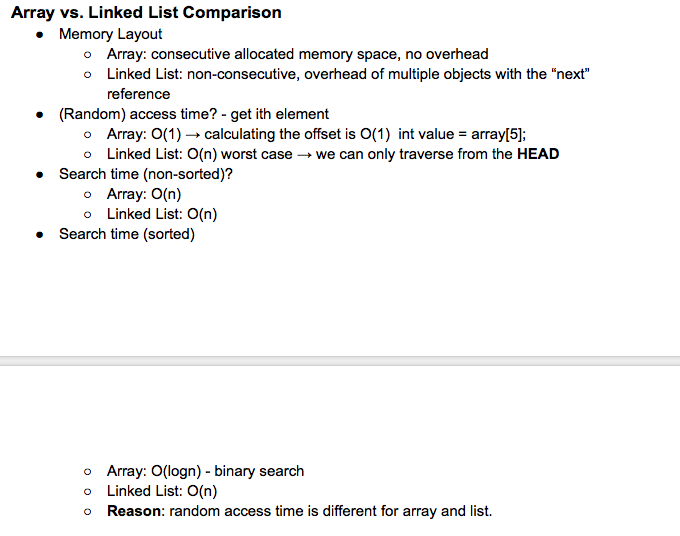 Array vs. Linked List Comparison
● Memory Layout
○ Array: consecutive allocated memory space, no overhead
○ Linked List: non-consecutive, overhead of multiple objects with the “next”
reference
● (Random) access time? - get ith element
○ Array: O(1) → calculating the offset is O(1)  int value = array[5];
○ Linked List: O(n) worst case → we can only traverse from the HEAD
● Search time (non-sorted)?
○ Array: O(n)
○ Linked List: O(n)
● Search time (sorted)
○ Array: O(logn) - binary search
○ Linked List: O(n)
○ Reason: random access time is different for array and list.